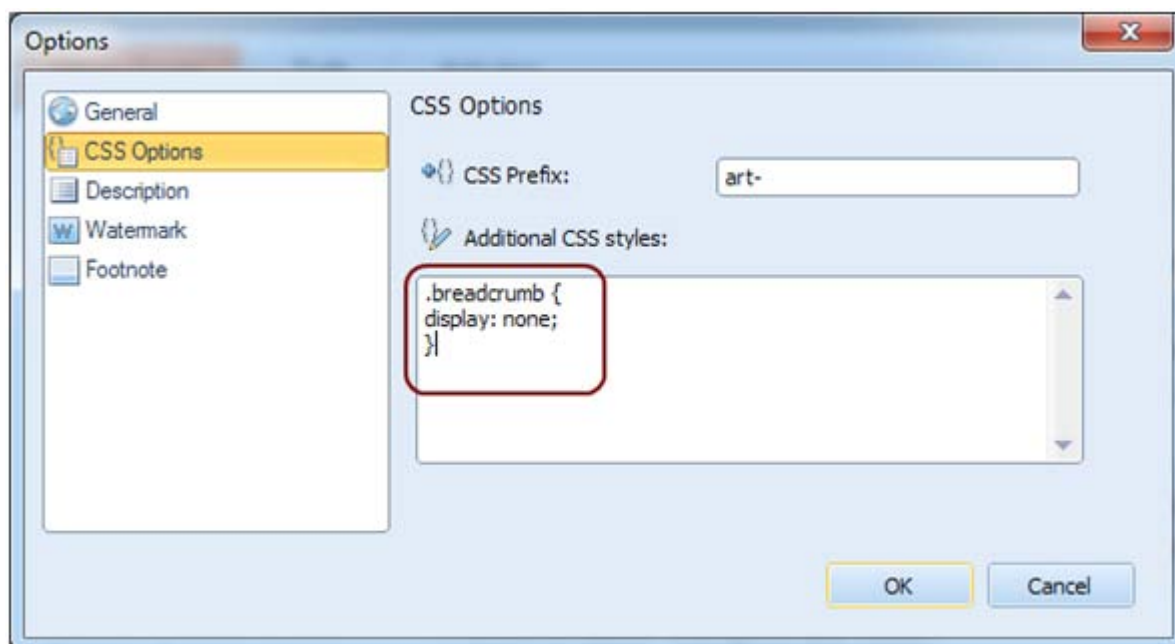 Options
General
CSS Options
Description
Watermark
Footnote
CSS Options
CSS Prefix:
art-
Additional CSS styles:
.breadcrumb {
display: none;
}
OK
Cancel